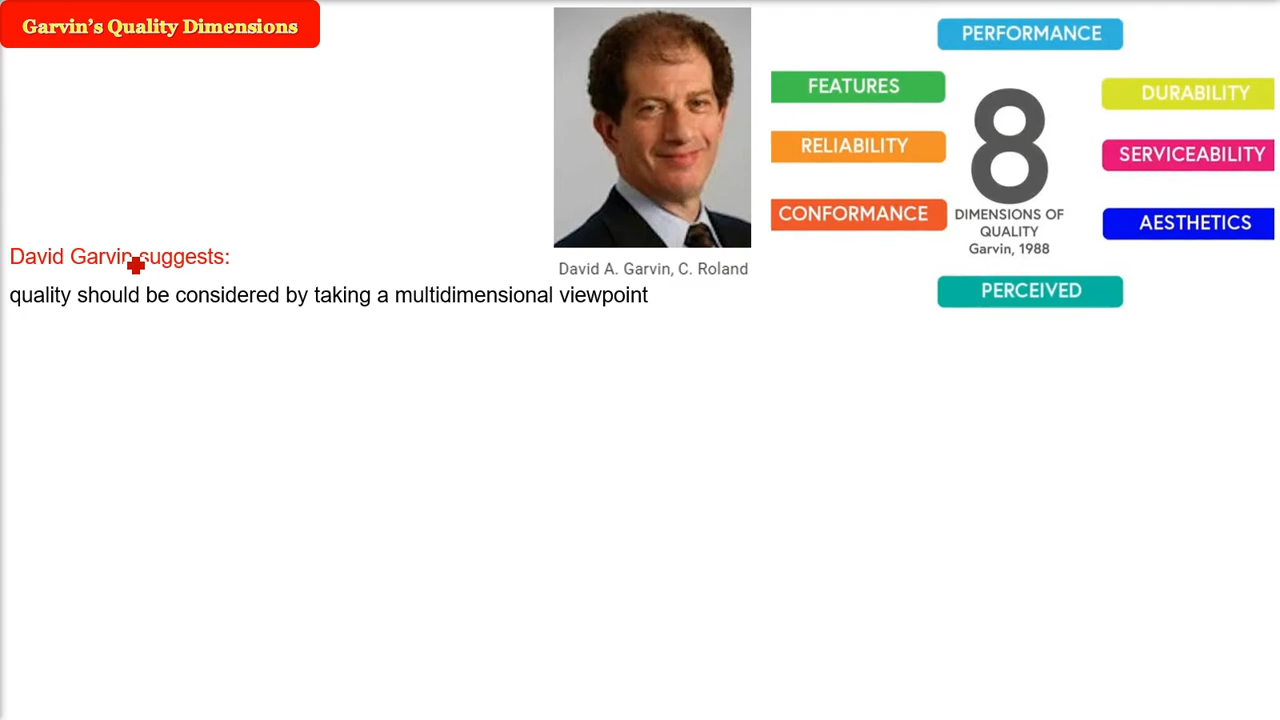 Garvin's Quality Dimensions
PERFORMANCE
FEATURES
DURABILITY
RELIABILITY
8
SERVICEABILITY
CONFORMANCE
DIMENSIONS OF
QUALITY
Garvin, 1988
AESTHETICS
PERCEIVED
David A. Garvin, C. Roland
David Garvin suggests:
quality should be considered by taking a multidimensional viewpoint